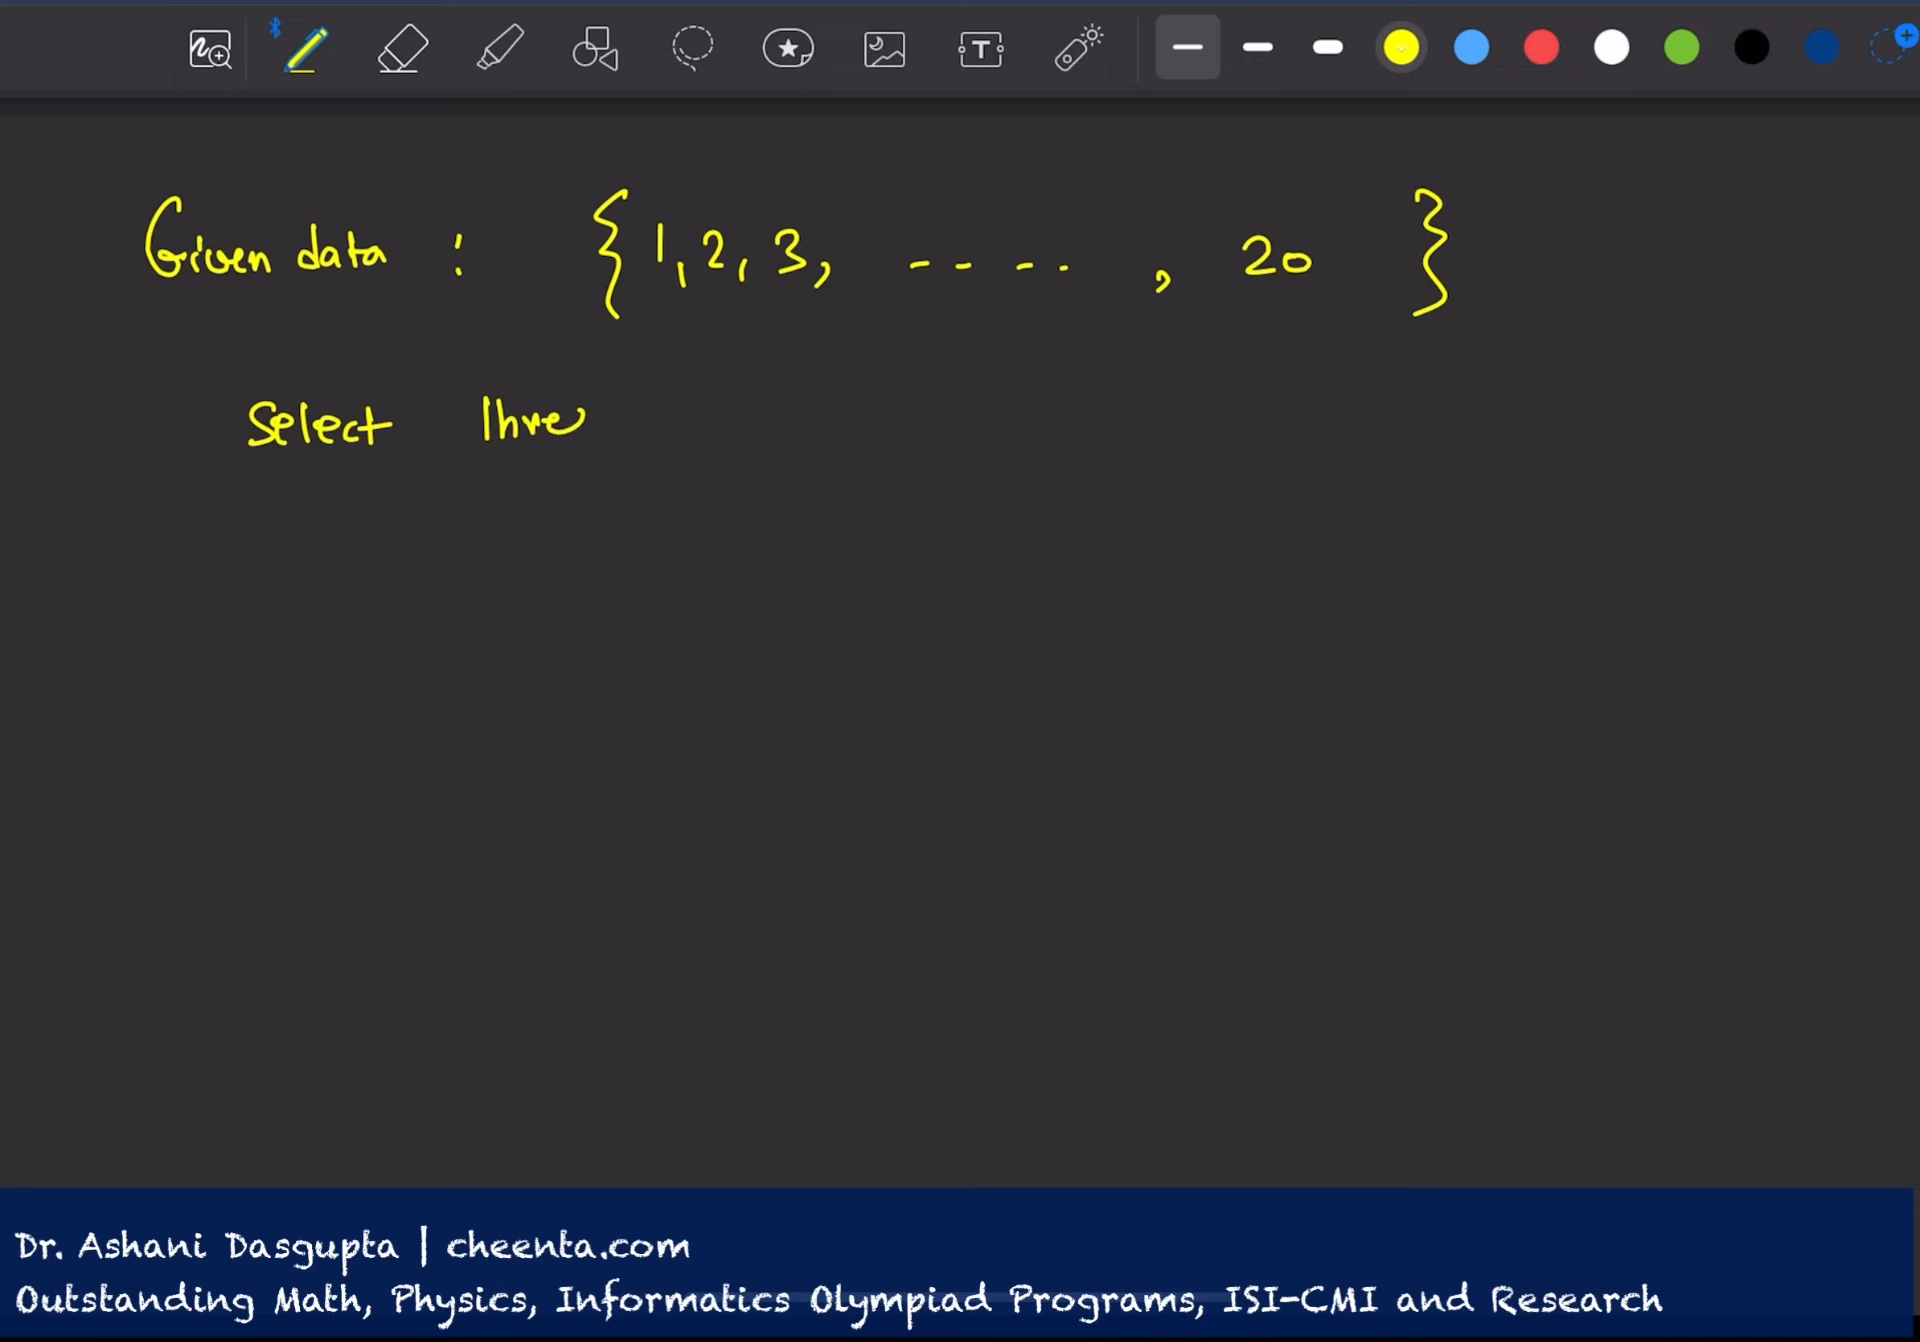 Given data : { 1, 2, 3, - - - - , 20 }
Select thre
Dr. Ashani Dasgupta | cheenta.com
Outstanding Math, Physics, Informatics Olympiad Programs, ISI-CMI and Research